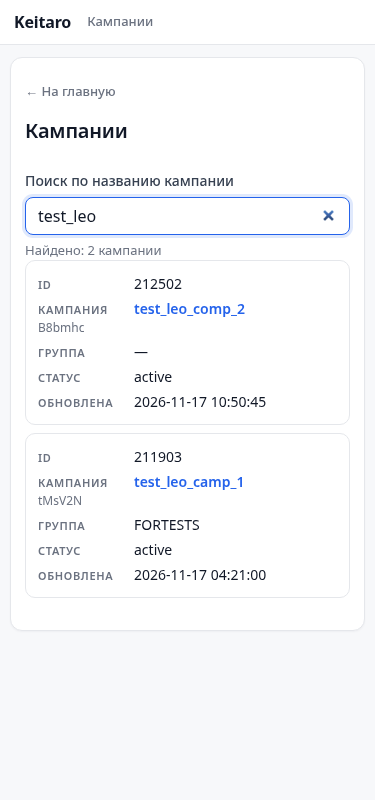 Keitaro Кампании
← На главную
Кампании
Поиск по названию кампании
test_leo
Найдено: 2 кампании
ID 212502
КАМПАНИЯ test_leo_comp_2
B8bmhc
ГРУППА —
СТАТУС active
ОБНОВЛЕНА 2026-11-17 10:50:45
ID 211903
КАМПАНИЯ test_leo_camp_1
tMsV2N
ГРУППА FORTESTS
СТАТУС active
ОБНОВЛЕНА 2026-11-17 04:21:00